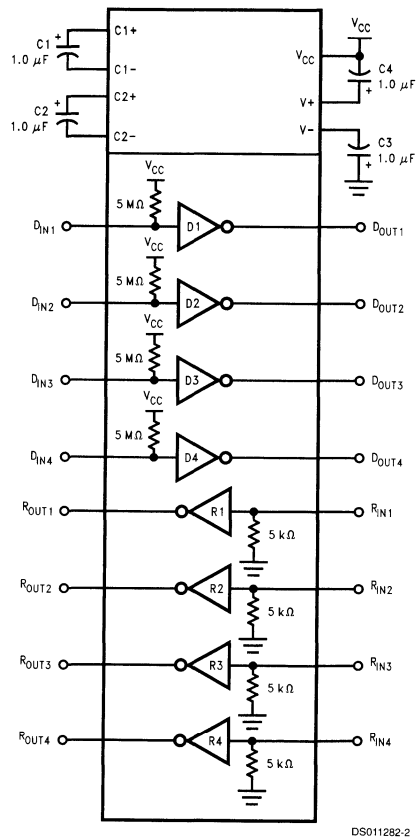 C1
1.0 µF
+
C1+
C1-
C2
1.0 µF
+
C2+
C2-
VCC
VCC
C4
1.0 µF
+
V+
V-
C3
1.0 µF
+
VCC
5 MΩ
DIN1
D1
DOUT1
VCC
5 MΩ
DIN2
D2
DOUT2
VCC
5 MΩ
DIN3
D3
DOUT3
VCC
5 MΩ
DIN4
D4
DOUT4
ROUT1
R1
RIN1
5 kΩ
ROUT2
R2
RIN2
5 kΩ
ROUT3
R3
RIN3
5 kΩ
ROUT4
R4
RIN4
5 kΩ
DS011282-2